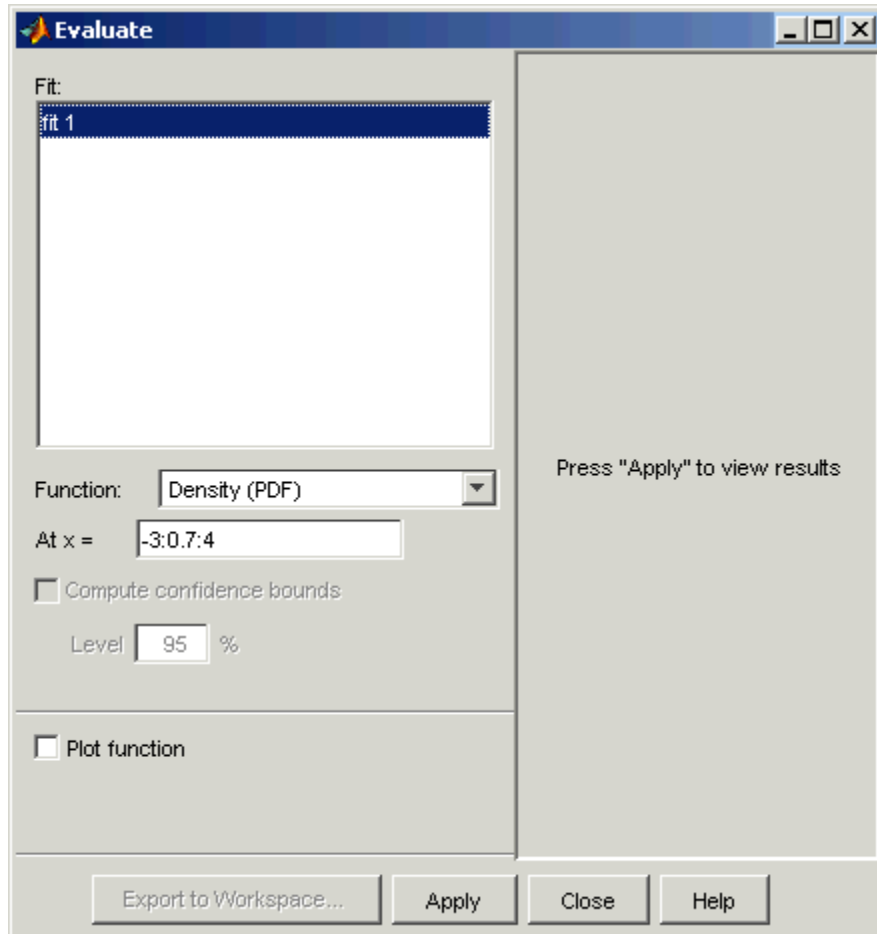 Evaluate
Fit:
fit 1
Function: Density (PDF)
At x = -3:0.7:4
Compute confidence bounds
Level 95 %
Plot function
Press "Apply" to view results
Export to Workspace... Apply Close Help